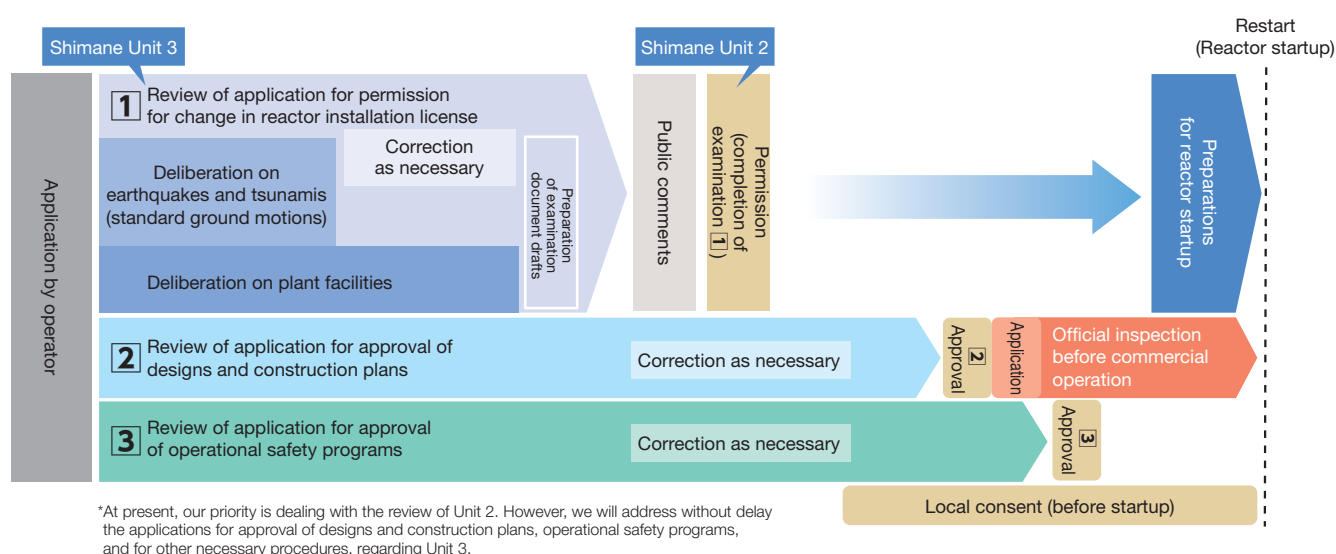 Restart
(Reactor startup)
Shimane Unit 3
Shimane Unit 2
Application by operator
1 Review of application for permission
for change in reactor installation license
Correction
as necessary
Deliberation on
earthquakes and tsunamis
(standard ground motions)
Preparation
of examination
document drafts
Deliberation on plant facilities
Public comments
Permission
(completion of
examination 1)
Preparations
for reactor startup
2 Review of application for approval of
designs and construction plans
Correction as necessary
2
Approval
Application
Official inspection
before commercial
operation
3 Review of application for approval
of operational safety programs
Correction as necessary
3
Approval
Local consent (before startup)
*At present, our priority is dealing with the review of Unit 2. However, we will address without delay
the applications for approval of designs and construction plans, operational safety programs,
and for other necessary procedures, regarding Unit 3.